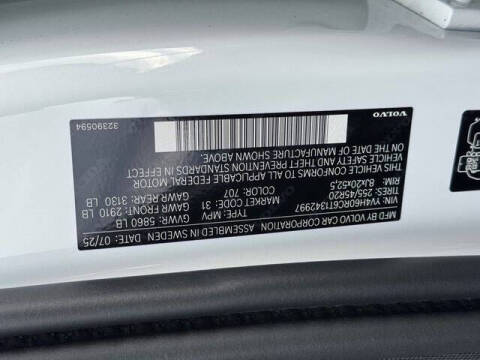 MFD BY VOLVO CAR CORPORATION
ASSEMBLED IN SWEDEN 07/25
VIN: YV4H60RC6T1342997 TYPE: MPV GVWR: 5860 LB
TIRES: 255/45R20 MARKET CODE: 31 GAWR FRONT: 2910 LB
RIM: 8Jx20x52,5 COLOR: 707 GAWR REAR: 3130 LB
THIS VEHICLE CONFORMS TO ALL APPLICABLE FEDERAL MOTOR
VEHICLE SAFETY AND THEFT PREVENTION STANDARDS IN EFFECT
ON THE DATE OF MANUFACTURE SHOWN ABOVE.
VOLVO
32390594